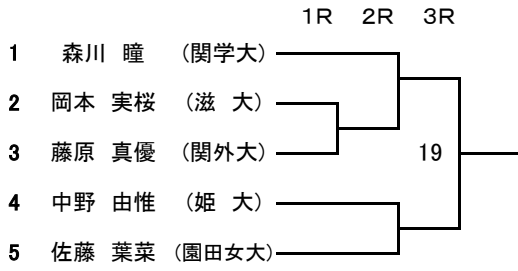 1R 2R 3R
1 森川 瞳 (関学大)
2 岡本 実桜 (滋 大)
3 藤原 真優 (関外大)
19
4 中野 由惟 (姫 大)
5 佐藤 葉菜 (園田女大)